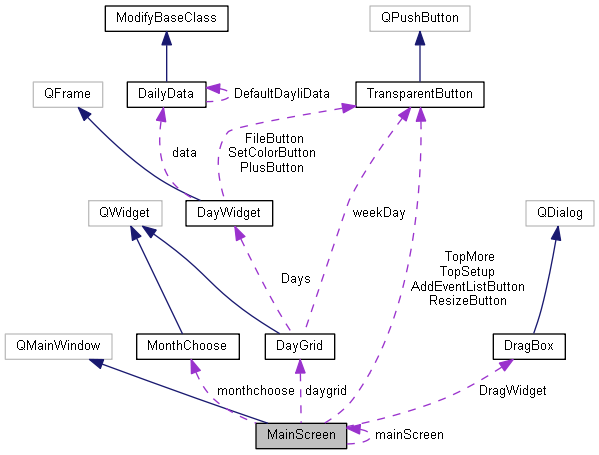 ModifyBaseClass
QPushButton
QFrame
DailyData
DefaultDayliData
TransparentButton
FileButton
SetColorButton
PlusButton
data
QWidget
DayWidget
weekDay
QDialog
TopMore
TopSetup
AddEventListButton
ResizeButton
Days
QMainWindow
MonthChoose
DayGrid
DragBox
monthchoose
daygrid
DragWidget
MainScreen
mainScreen